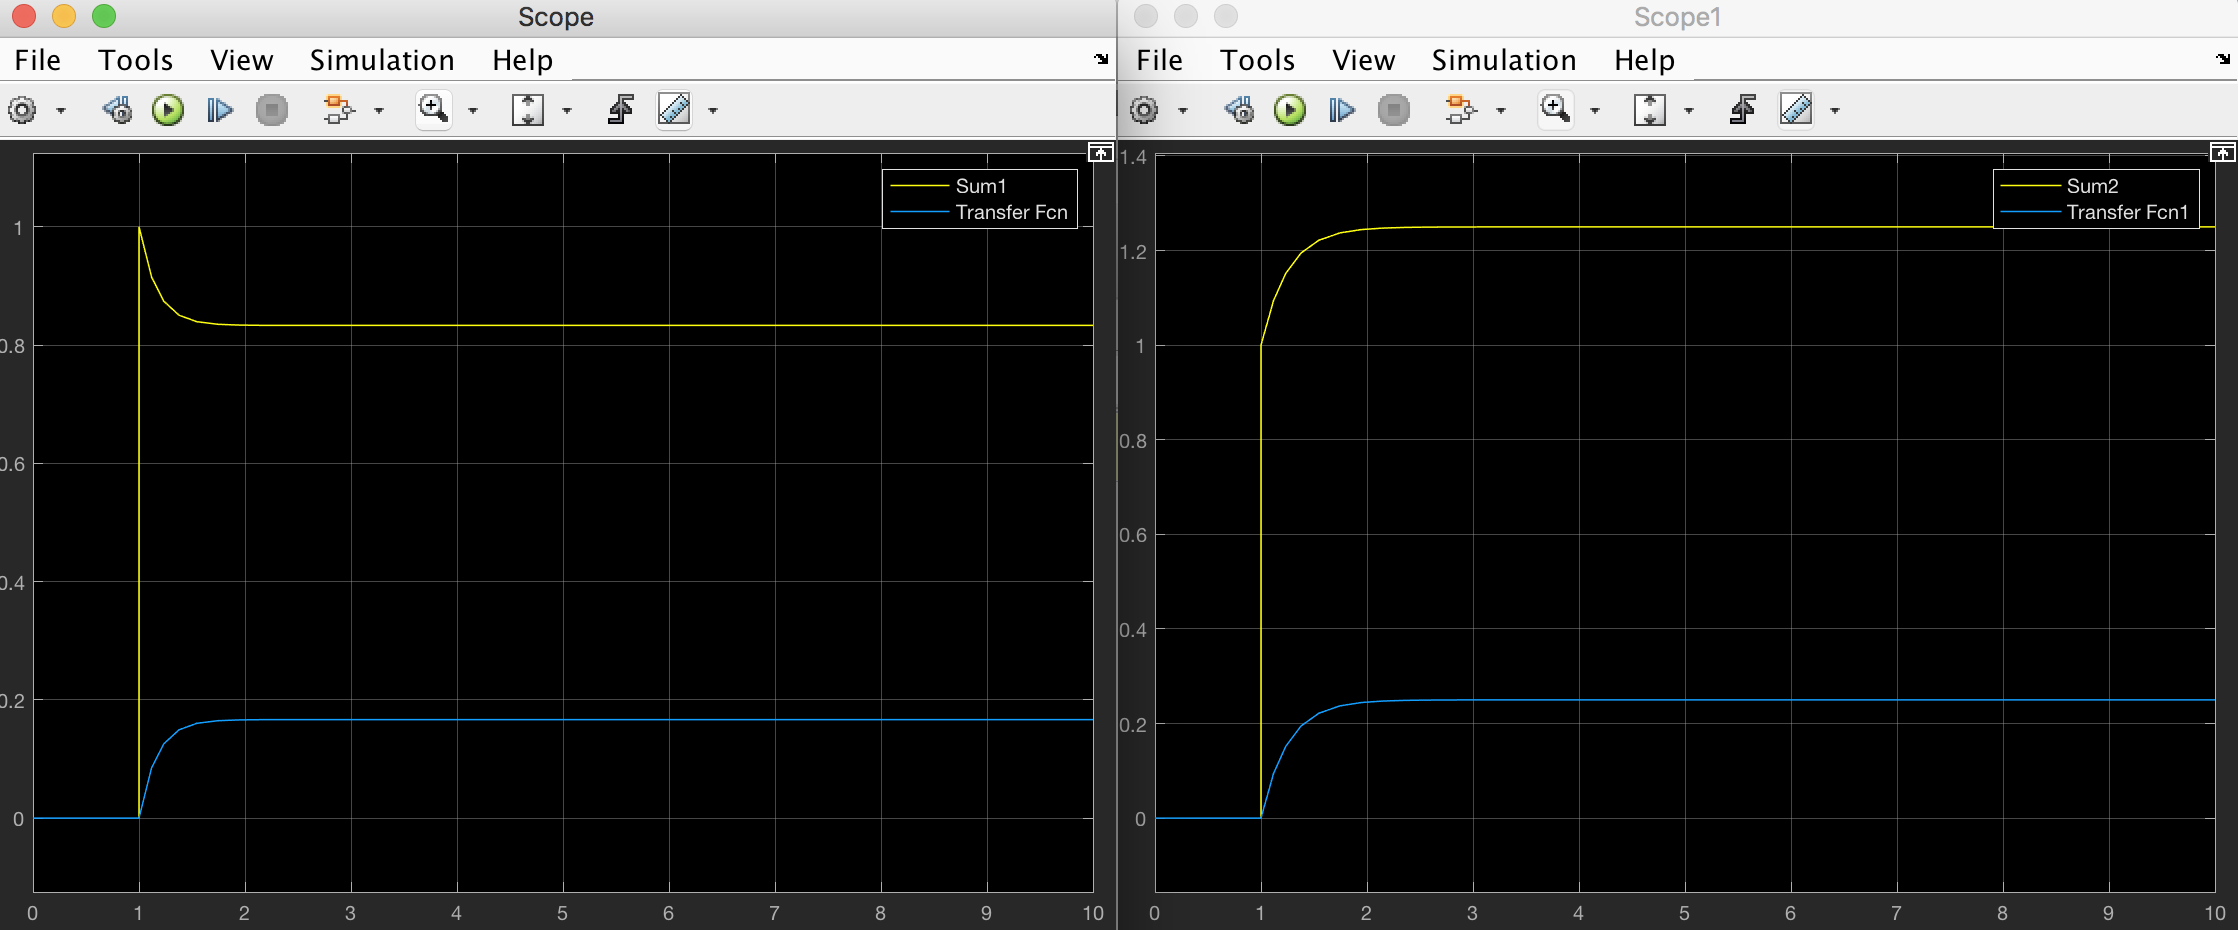 Scope
File Tools View Simulation Help
Sum1
Transfer Fcn
1
0.8
0.6
0.4
0.2
0
0 1 2 3 4 5 6 7 8 9 10
Scope1
File Tools View Simulation Help
Sum2
Transfer Fcn1
1.4
1.2
1
0.8
0.6
0.4
0.2
0
0 1 2 3 4 5 6 7 8 9 10